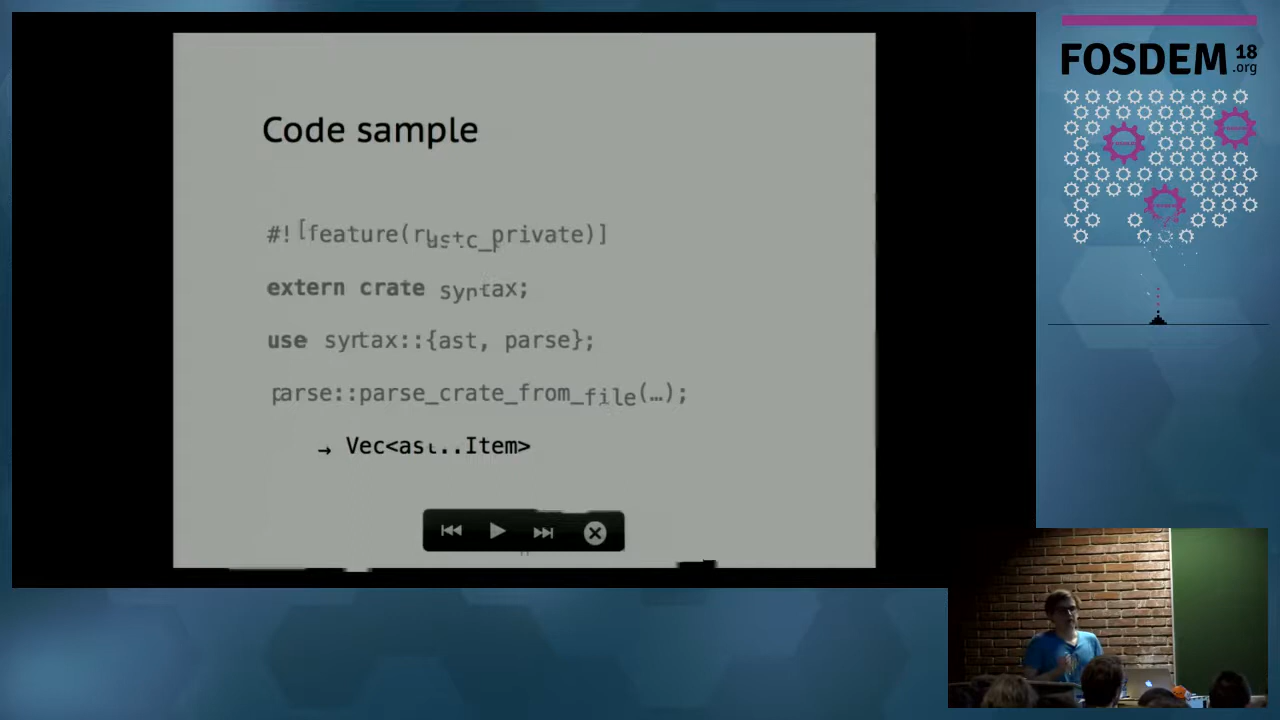 Code sample
#![feature(rustc_private)]
extern crate syntax;
use syntax::{ast, parse};
parse::parse_crate_from_file(…);
→ Vec<ast::Item>
FOSDEM 18
.org